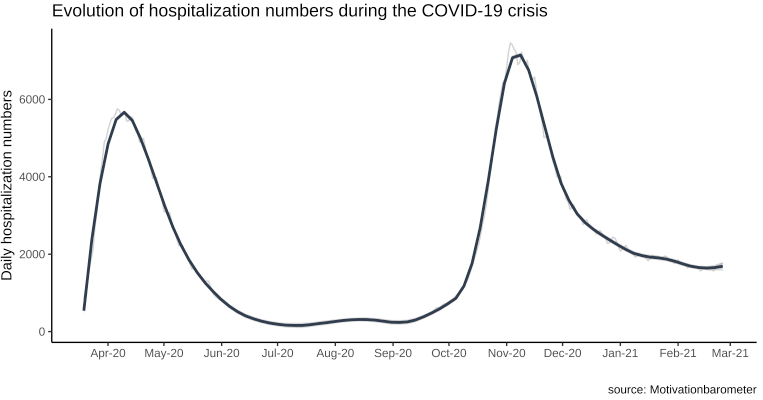 Evolution of hospitalization numbers during the COVID-19 crisis
Daily hospitalization numbers
6000
4000
2000
0
Apr-20 May-20 Jun-20 Jul-20 Aug-20 Sep-20 Oct-20 Nov-20 Dec-20 Jan-21 Feb-21 Mar-21
source: Motivationbarometer